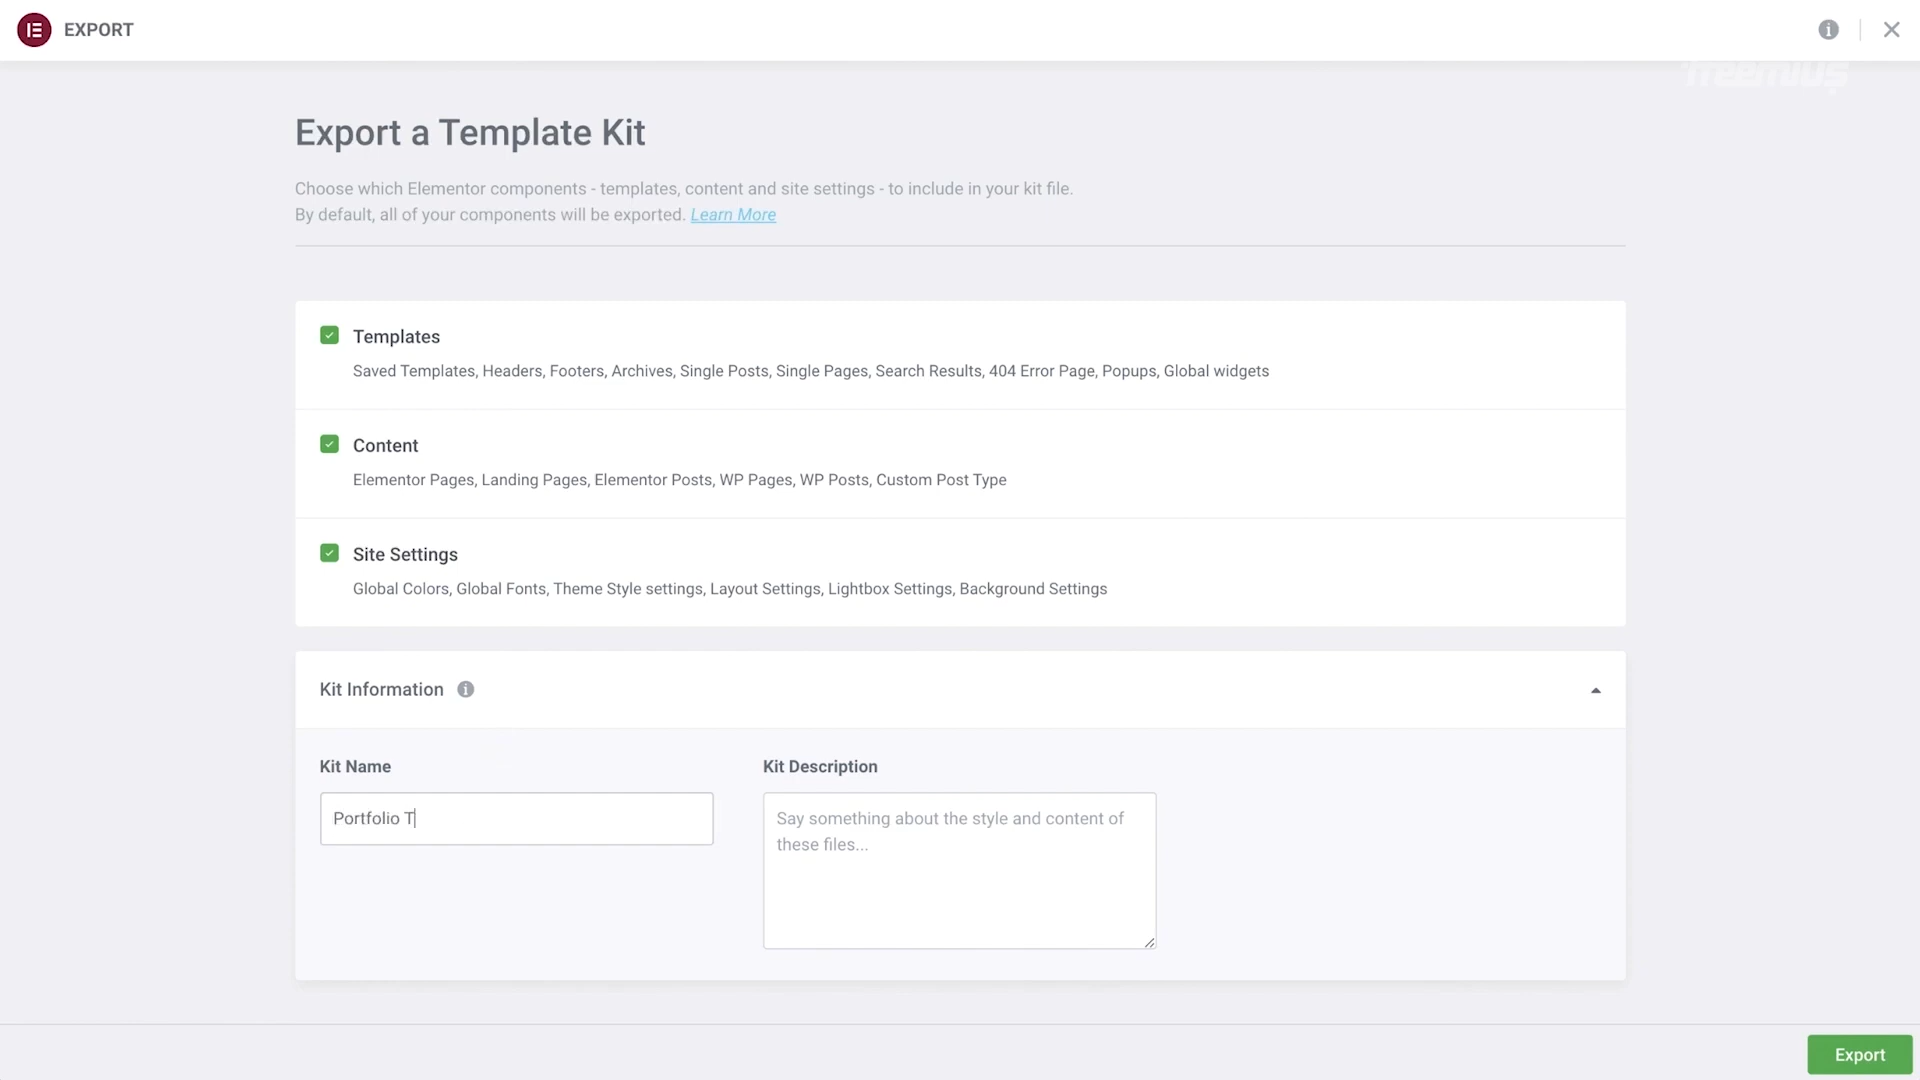 EXPORT
Export a Template Kit
Choose which Elementor components - templates, content and site settings - to include in your kit file.
By default, all of your components will be exported. Learn More
Templates
Saved Templates, Headers, Footers, Archives, Single Posts, Single Pages, Search Results, 404 Error Page, Popups, Global widgets
Content
Elementor Pages, Landing Pages, Elementor Posts, WP Pages, WP Posts, Custom Post Type
Site Settings
Global Colors, Global Fonts, Theme Style settings, Layout Settings, Lightbox Settings, Background Settings
Kit Information
Kit Name
Kit Description
Portfolio T
Say something about the style and content of
these files...
Export